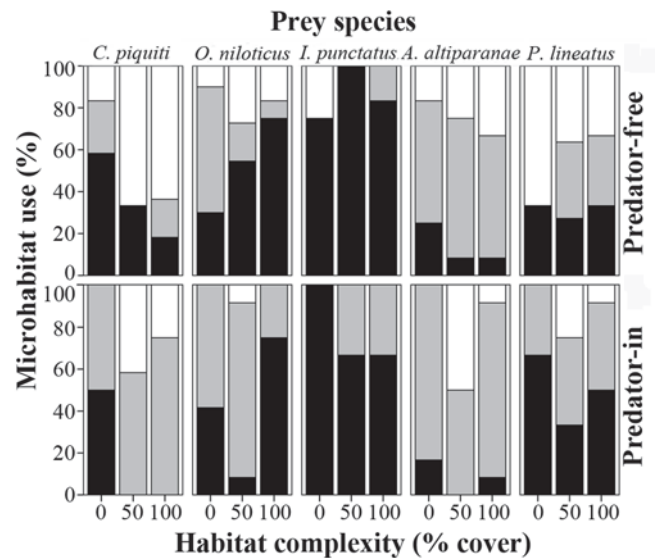 Prey species
C. piquiti O. niloticus I. punctatus A. altiparanae P. lineatus
Microhabitat use (%)
100
80
60
40
20
0
Predator-free
100
80
60
40
20
0
Predator-in
0 50 100 0 50 100 0 50 100 0 50 100 0 50 100
Habitat complexity (% cover)